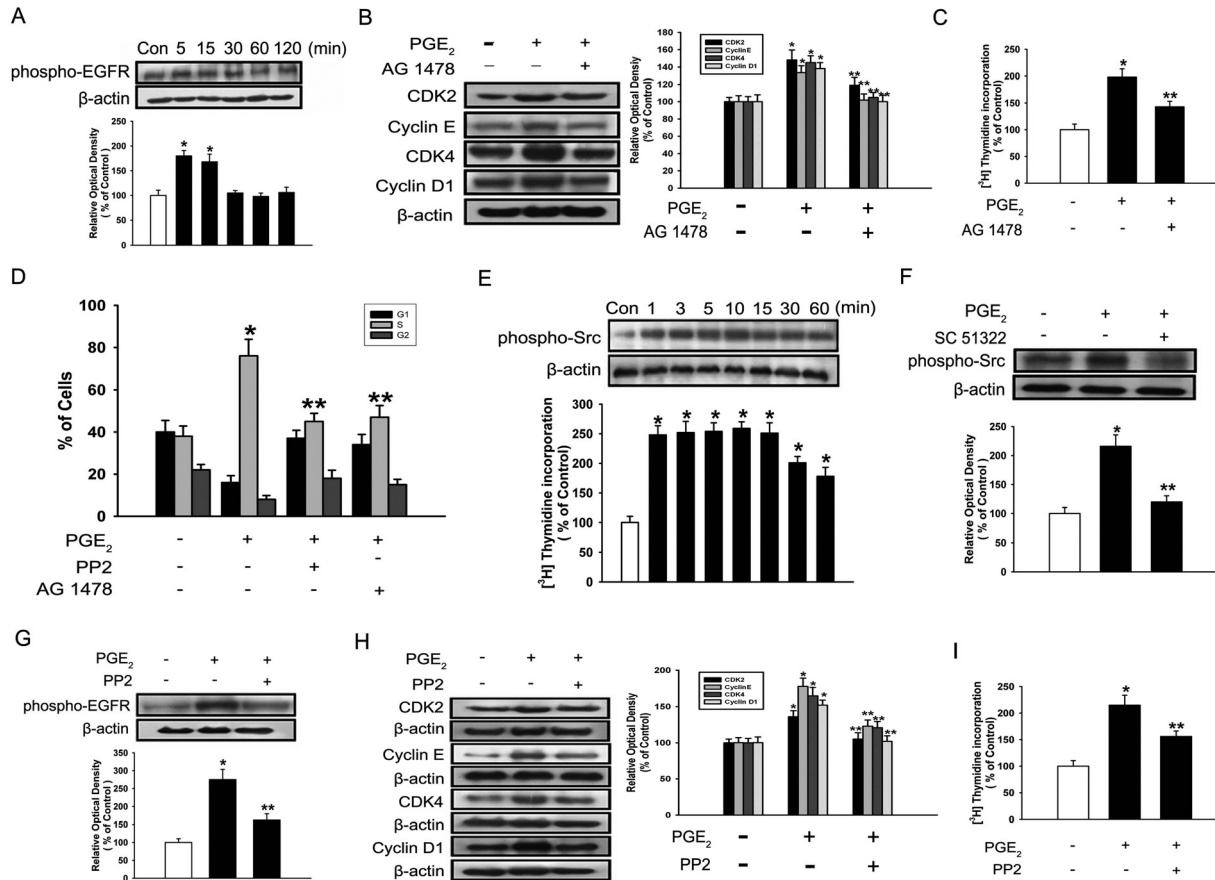 A
Con 5 15 30 60 120 (min)
phospho-EGFR
β-actin
Relative Optical Density
( % of Control )
250
200
150
100
50
0
* *
B
PGE2 - + +
AG 1478 - - +
CDK2
Cyclin E
CDK4
Cyclin D1
β-actin
Relative Optical Density
(% of Control)
180
160
140
120
100
80
60
40
20
0
CDK2
CyclinE
CDK4
Cyclin D1
* * * *
** ** ** **
PGE2 - + +
AG 1478 - - +
C
[3H] Thymidine incorporation
( % of Control)
250
200
150
100
50
0
* **
PGE2 - + +
AG 1478 - - +
D
% of Cells
100
80
60
40
20
0
G1
S
G2
* ** **
PGE2 - + + +
PP2 - - + -
AG 1478 - - - +
E
Con 1 3 5 10 15 30 60 (min)
phospho-Src
β-actin
[3H] Thymidine incorporation
( % of Control)
300
250
200
150
100
50
0
* * * * * * *
F
PGE2 - + +
SC 51322 - - +
phospho-Src
β-actin
Relative Optical Density
( % of Control )
250
200
150
100
50
0
* **
G
PGE2 - + +
PP2 - - +
phospho-EGFR
β-actin
Relative Optical Density
( % of Control )
350
300
250
200
150
100
50
0
* **
H
PGE2 - + +
PP2 - - +
CDK2
β-actin
Cyclin E
β-actin
CDK4
β-actin
Cyclin D1
β-actin
Relative Optical Densiy
(% of Control)
200
150
100
50
0
CDK2
CyclinE
CDK4
Cyclin D1
* * * *
** ** ** **
PGE2 - + +
PP2 - - +
I
[3H] Thymidine incorporation
( % of Control)
250
200
150
100
50
0
* **
PGE2 - + +
PP2 - - +